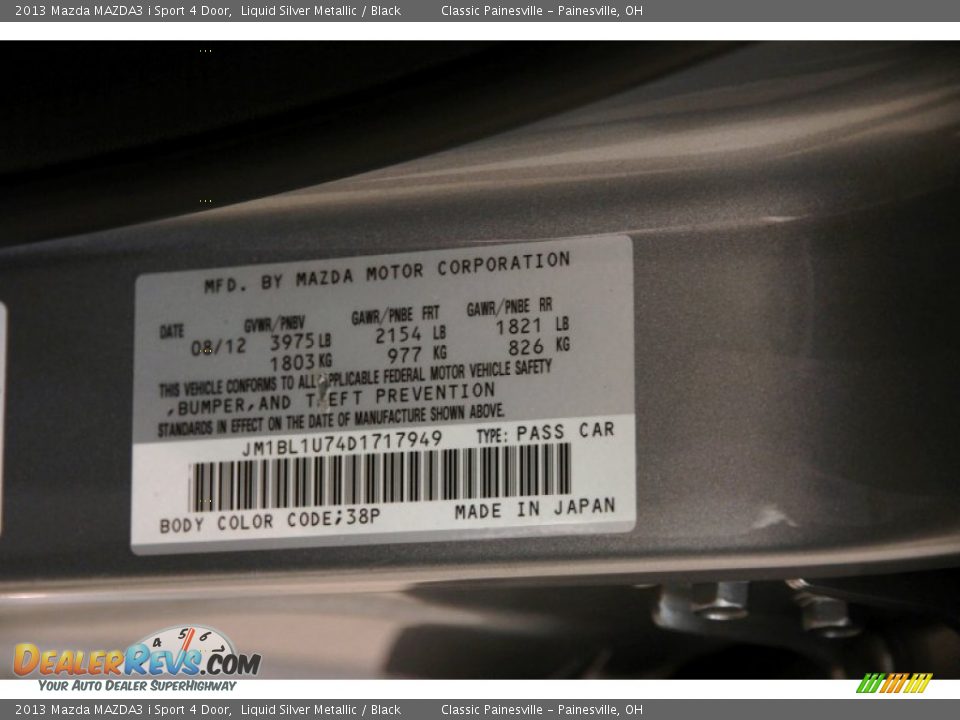 2013 Mazda MAZDA3 i Sport 4 Door, Liquid Silver Metallic / Black Classic Painesville - Painesville, OH
MFD. BY MAZDA MOTOR CORPORATION
DATE GVWR/PNBV GAWR/PNBE FRT GAWR/PNBE RR
08/12 3975 LB 2154 LB 1821 LB
1803 KG 977 KG 826 KG
THIS VEHICLE CONFORMS TO ALL APPLICABLE FEDERAL MOTOR VEHICLE SAFETY
,BUMPER,AND THEFT PREVENTION
STANDARDS IN EFFECT ON THE DATE OF MANUFACTURE SHOWN ABOVE.
JM1BL1U74D1717949 TYPE: PASS CAR
BODY COLOR CODE;38P MADE IN JAPAN
4 5 6
DEALERREVS.COM
YOUR AUTO DEALER SUPERHIGHWAY
2013 Mazda MAZDA3 i Sport 4 Door, Liquid Silver Metallic / Black Classic Painesville - Painesville, OH